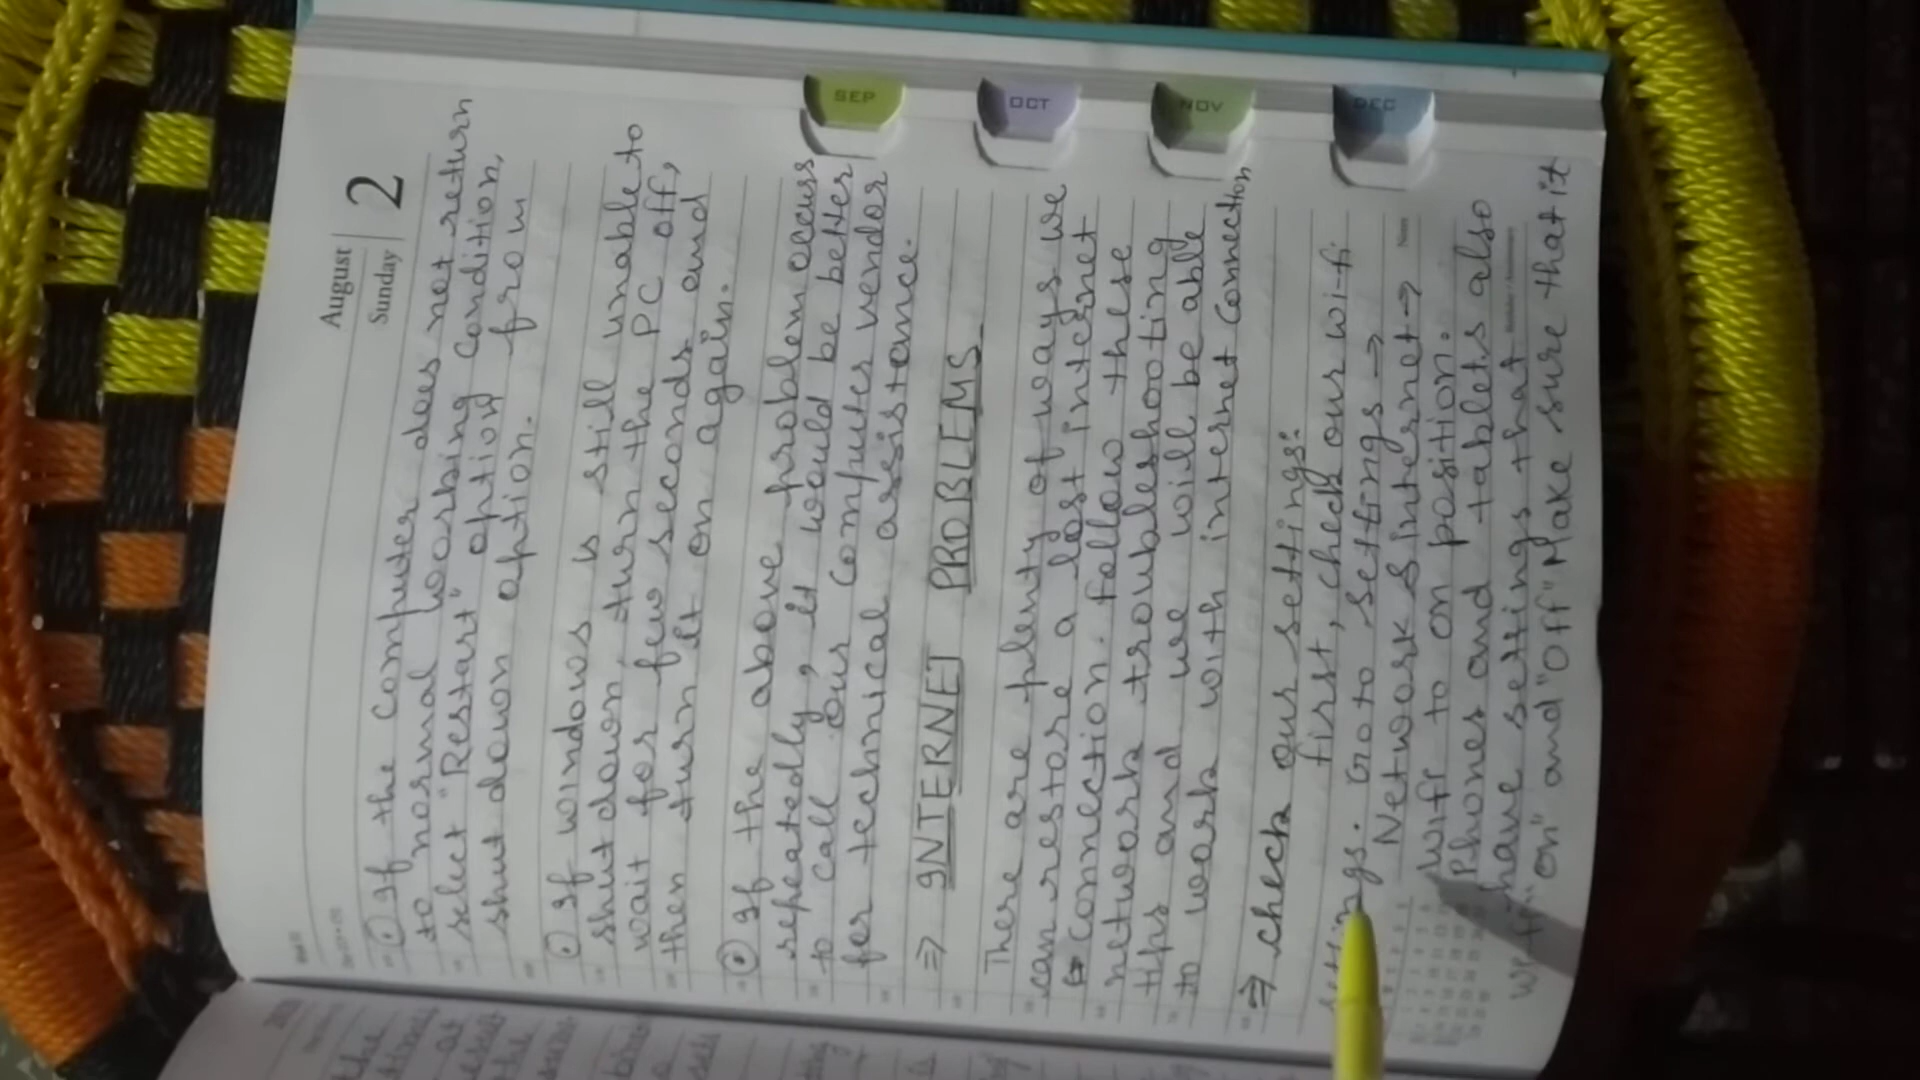 August
Sunday
2
If the computer does not return
to normal working condition,
select "Restart" option from
shut down option.
If windows is still unable to
shut down, turn the PC off,
wait for few seconds and
then turn it on again.
If the above problem occurs
repeatedly, It would be better
to call our computer vendor
for technical assistance.
⇒ INTERNET PROBLEMS
There are plenty of ways we
can restore a lost internet
connection. Follow these
network troubleshooting
tips and we will be able
to work with internet connection
⇒ check our settings:
first, check our wi-fi
settings. Go to settings →
Network & internet →
wifi to on position.
Phones and tablets also
have settings that
"on" and "Off" Make sure that it
SEP
OCT
NOV
DEC
Notes